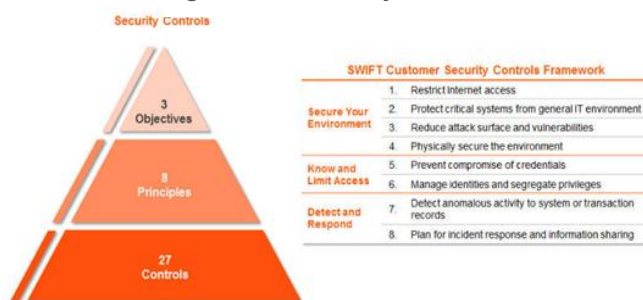 Security Controls
3
Objectives
8
Principles
27
Controls
SWIFT Customer Security Controls Framework
Secure Your
Environment
1. Restrict Internet access
2. Protect critical systems from general IT environment
3. Reduce attack surface and vulnerabilities
4. Physically secure the environment
Know and
Limit Access
5. Prevent compromise of credentials
6. Manage identities and segregate privileges
Detect and
Respond
7. Detect anomalous activity to system or transaction
records
8. Plan for incident response and information sharing